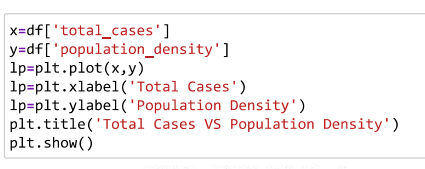 x=df['total_cases']
y=df['population_density']
lp=plt.plot(x,y)
lp=plt.xlabel('Total Cases')
lp=plt.ylabel('Population Density')
plt.title('Total Cases VS Population Density')
plt.show()